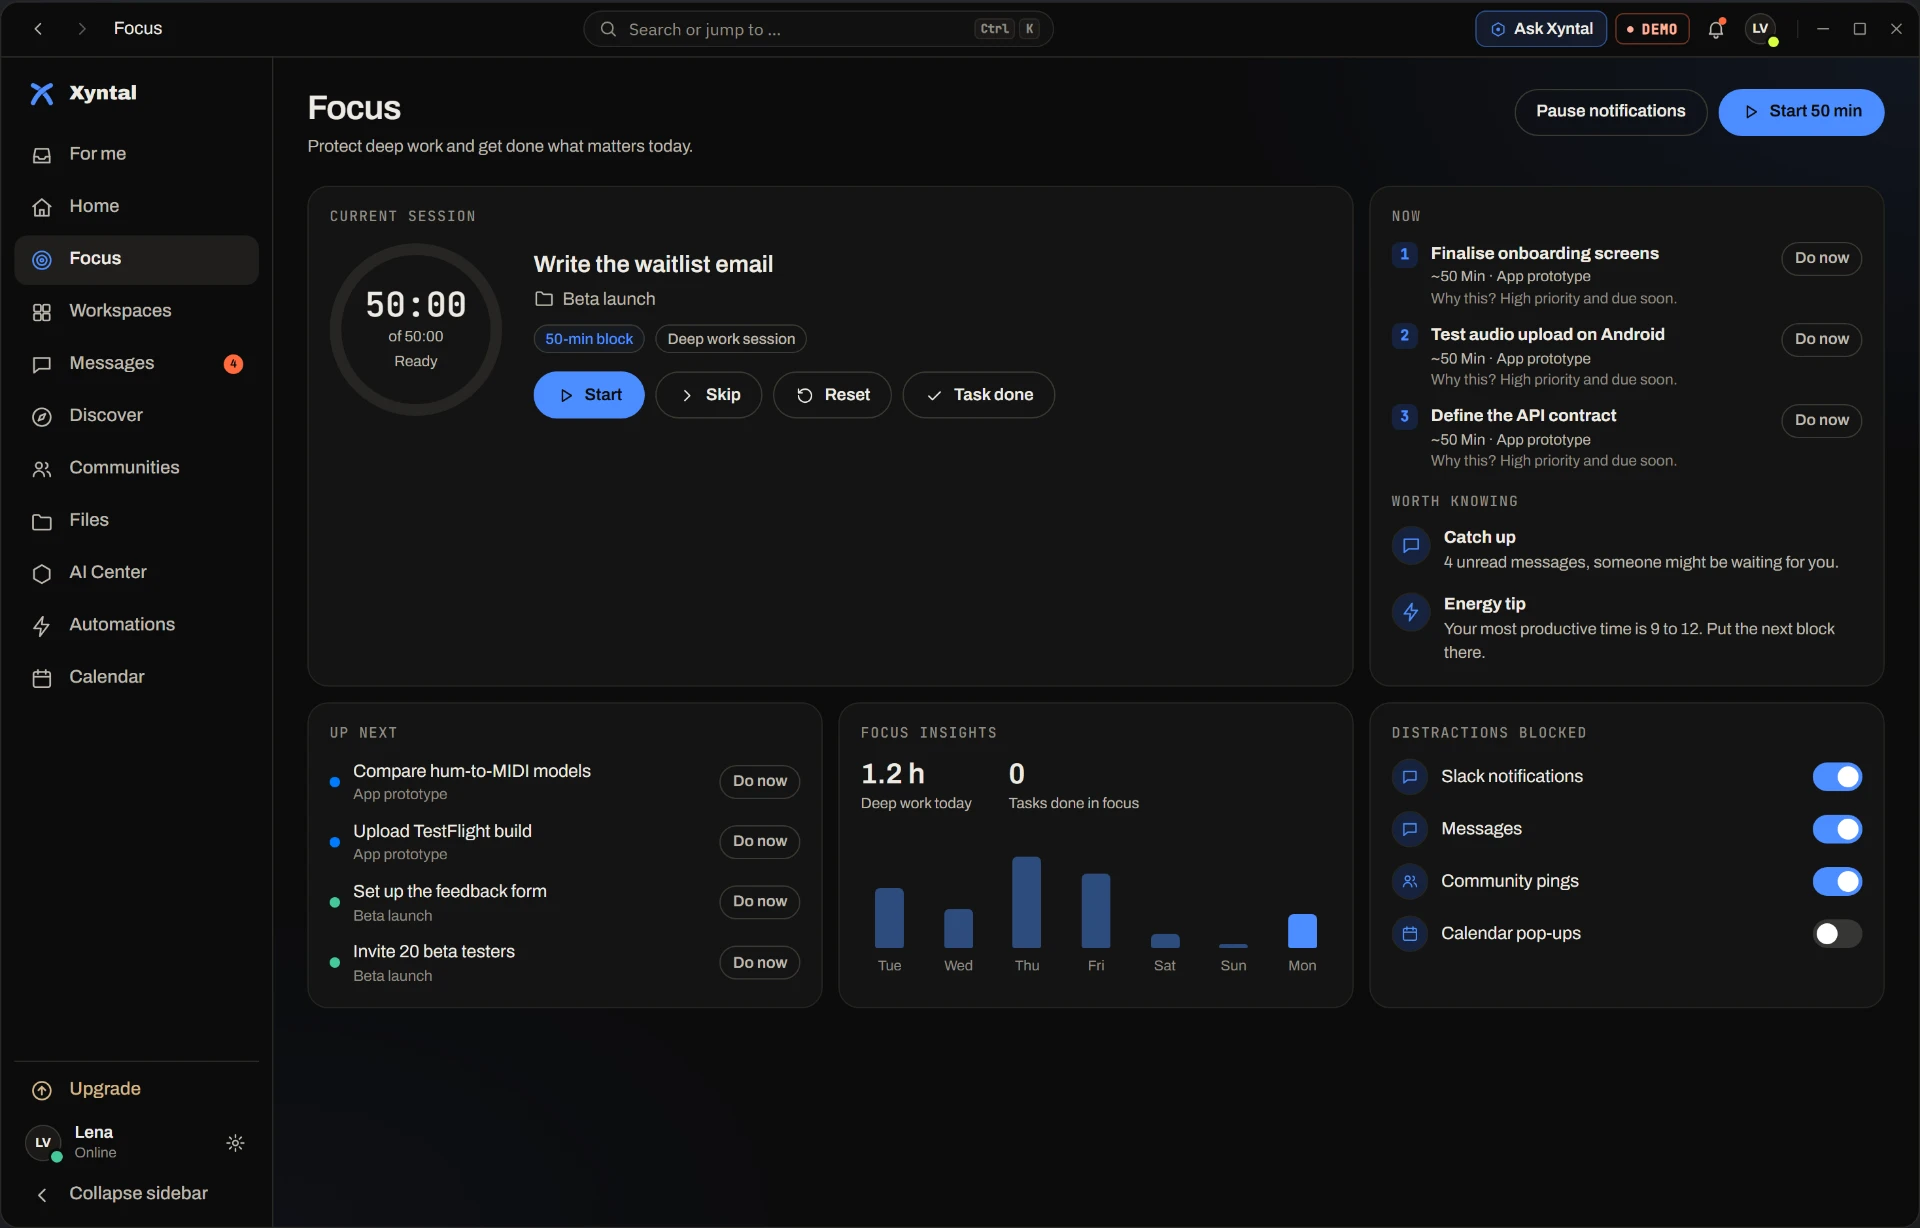 Focus
Search or jump to ...
Ctrl K
Ask Xyntal
DEMO
LV
Xyntal
For me
Home
Focus
Workspaces
Messages
4
Discover
Communities
Files
AI Center
Automations
Calendar
Upgrade
LV
Lena
Online
Collapse sidebar
Focus
Protect deep work and get done what matters today.
Pause notifications
Start 50 min
CURRENT SESSION
50:00
of 50:00
Ready
Write the waitlist email
Beta launch
50-min block
Deep work session
Start
Skip
Reset
Task done
NOW
1
Finalise onboarding screens
~50 Min · App prototype
Why this? High priority and due soon.
Do now
2
Test audio upload on Android
~50 Min · App prototype
Why this? High priority and due soon.
Do now
3
Define the API contract
~50 Min · App prototype
Why this? High priority and due soon.
Do now
WORTH KNOWING
Catch up
4 unread messages, someone might be waiting for you.
Energy tip
Your most productive time is 9 to 12. Put the next block
there.
UP NEXT
Compare hum-to-MIDI models
App prototype
Do now
Upload TestFlight build
App prototype
Do now
Set up the feedback form
Beta launch
Do now
Invite 20 beta testers
Beta launch
Do now
FOCUS INSIGHTS
1.2 h
Deep work today
0
Tasks done in focus
Tue Wed Thu Fri Sat Sun Mon
DISTRACTIONS BLOCKED
Slack notifications
Messages
Community pings
Calendar pop-ups